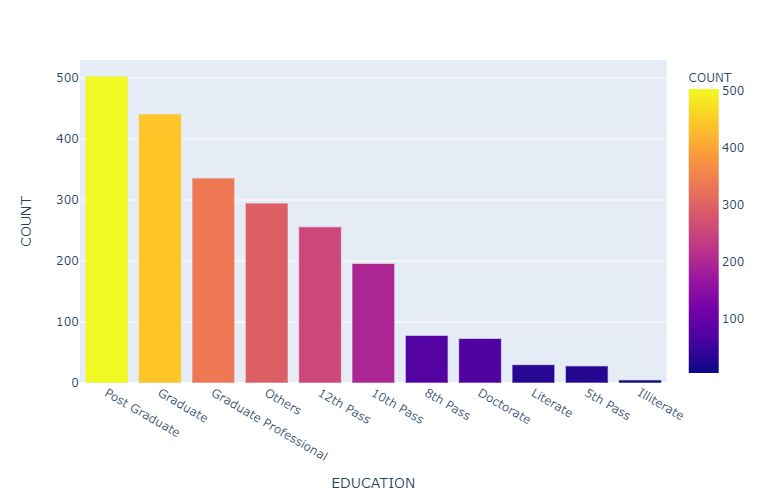 COUNT
500
400
300
200
100
0
Post Graduate
Graduate
Graduate Professional
Others
12th Pass
10th Pass
8th Pass
Doctorate
Literate
5th Pass
Illiterate
EDUCATION
COUNT
500
400
300
200
100